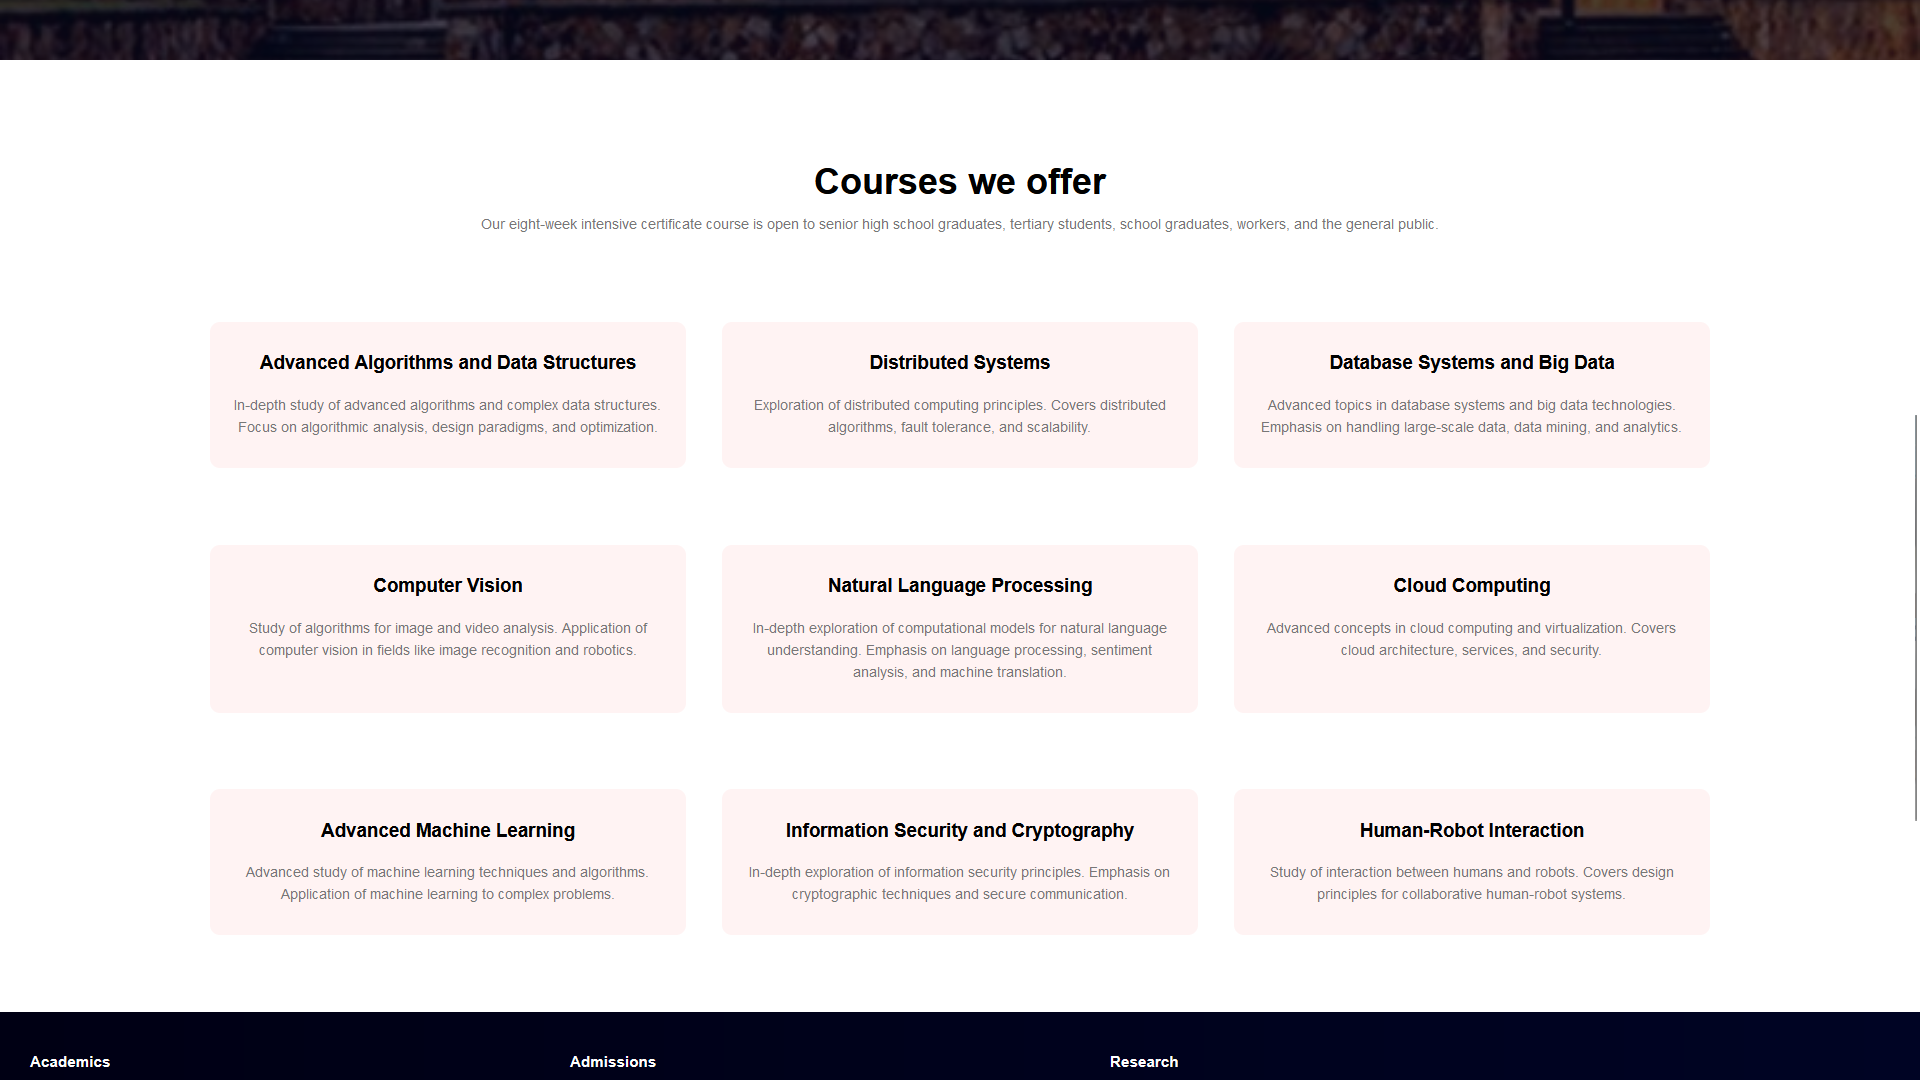 Courses we offer
Our eight-week intensive certificate course is open to senior high school graduates, tertiary students, school graduates, workers, and the general public.
Advanced Algorithms and Data Structures
In-depth study of advanced algorithms and complex data structures.
Focus on algorithmic analysis, design paradigms, and optimization.
Distributed Systems
Exploration of distributed computing principles. Covers distributed
algorithms, fault tolerance, and scalability.
Database Systems and Big Data
Advanced topics in database systems and big data technologies.
Emphasis on handling large-scale data, data mining, and analytics.
Computer Vision
Study of algorithms for image and video analysis. Application of
computer vision in fields like image recognition and robotics.
Natural Language Processing
In-depth exploration of computational models for natural language
understanding. Emphasis on language processing, sentiment
analysis, and machine translation.
Cloud Computing
Advanced concepts in cloud computing and virtualization. Covers
cloud architecture, services, and security.
Advanced Machine Learning
Advanced study of machine learning techniques and algorithms.
Application of machine learning to complex problems.
Information Security and Cryptography
In-depth exploration of information security principles. Emphasis on
cryptographic techniques and secure communication.
Human-Robot Interaction
Study of interaction between humans and robots. Covers design
principles for collaborative human-robot systems.
Academics
Admissions
Research